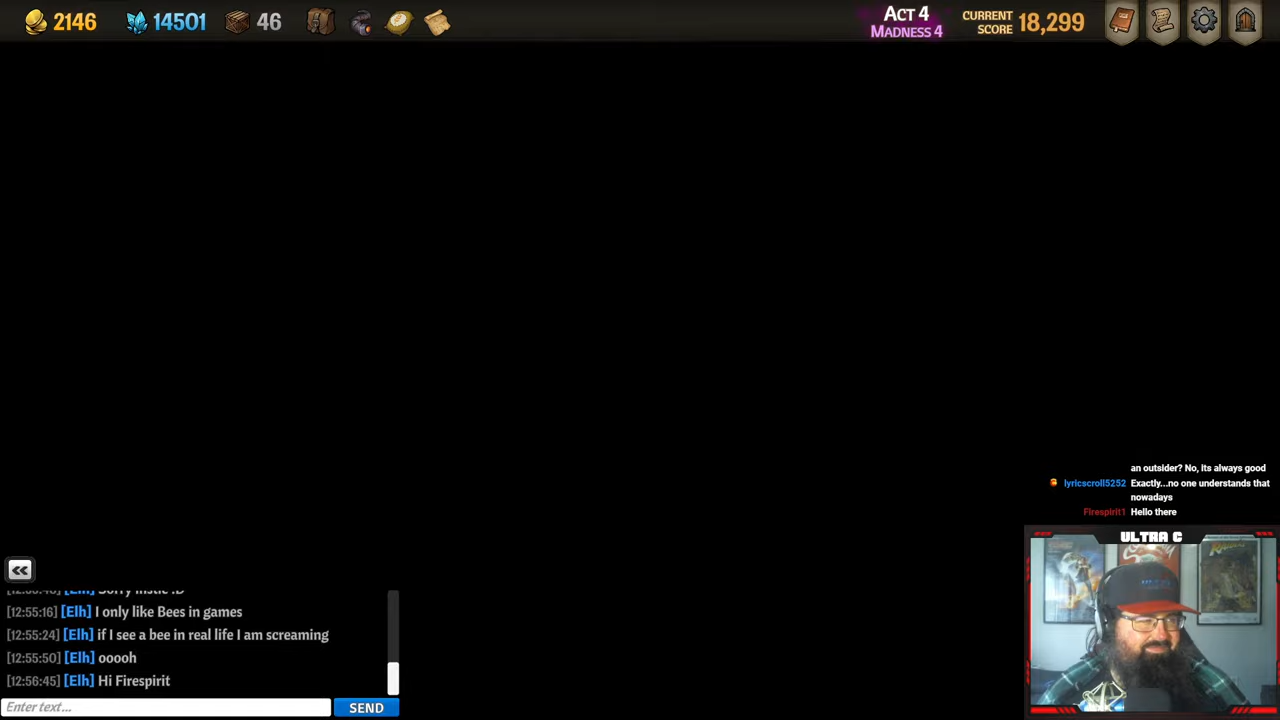 2146 14501 46 ACT 4 CURRENT SCORE 18,299
MADNESS 4
an outsider? No, its always good
lyricscroll5252 Exactly...no one understands that
nowadays
Firespirit1 Hello there
ULTRA C
[12:55:16] [Elh] I only like Bees in games
[12:55:24] [Elh] if I see a bee in real life I am screaming
[12:55:50] [Elh] ooooh
[12:56:45] [Elh] Hi Firespirit
Enter text... SEND